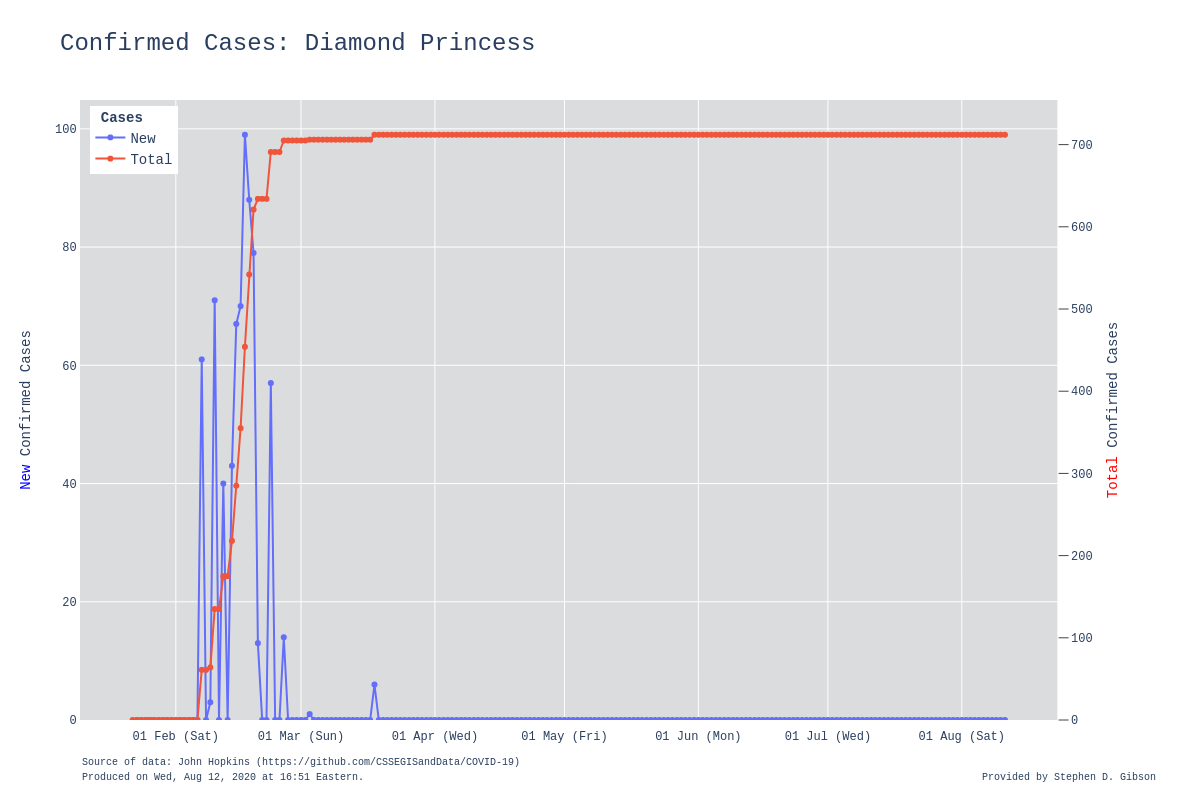 Confirmed Cases: Diamond Princess
Cases
New
Total
100
80
60
40
20
0
700
600
500
400
300
200
100
0
New Confirmed Cases
Total Confirmed Cases
01 Feb (Sat) 01 Mar (Sun) 01 Apr (Wed) 01 May (Fri) 01 Jun (Mon) 01 Jul (Wed) 01 Aug (Sat)
Source of data: John Hopkins (https://github.com/CSSEGISandData/COVID-19)
Produced on Wed, Aug 12, 2020 at 16:51 Eastern.
Provided by Stephen D. Gibson